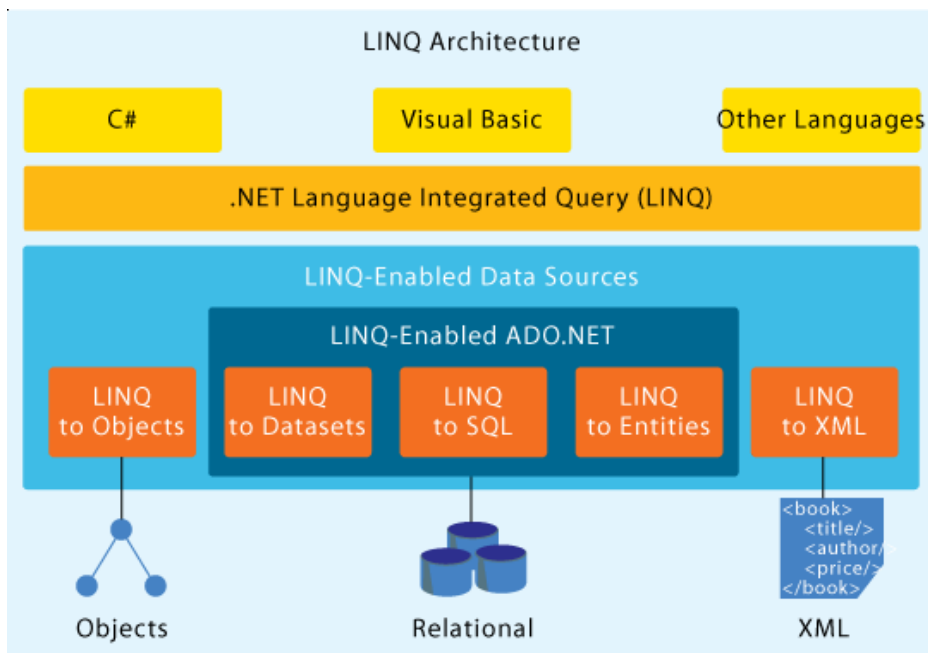 LINQ Architecture
C#
Visual Basic
Other Languages
.NET Language Integrated Query (LINQ)
LINQ-Enabled Data Sources
LINQ-Enabled ADO.NET
LINQ
to Objects
LINQ
to Datasets
LINQ
to SQL
LINQ
to Entities
LINQ
to XML
<book>
<title/>
<author/>
<price/>
</book>
Objects
Relational
XML